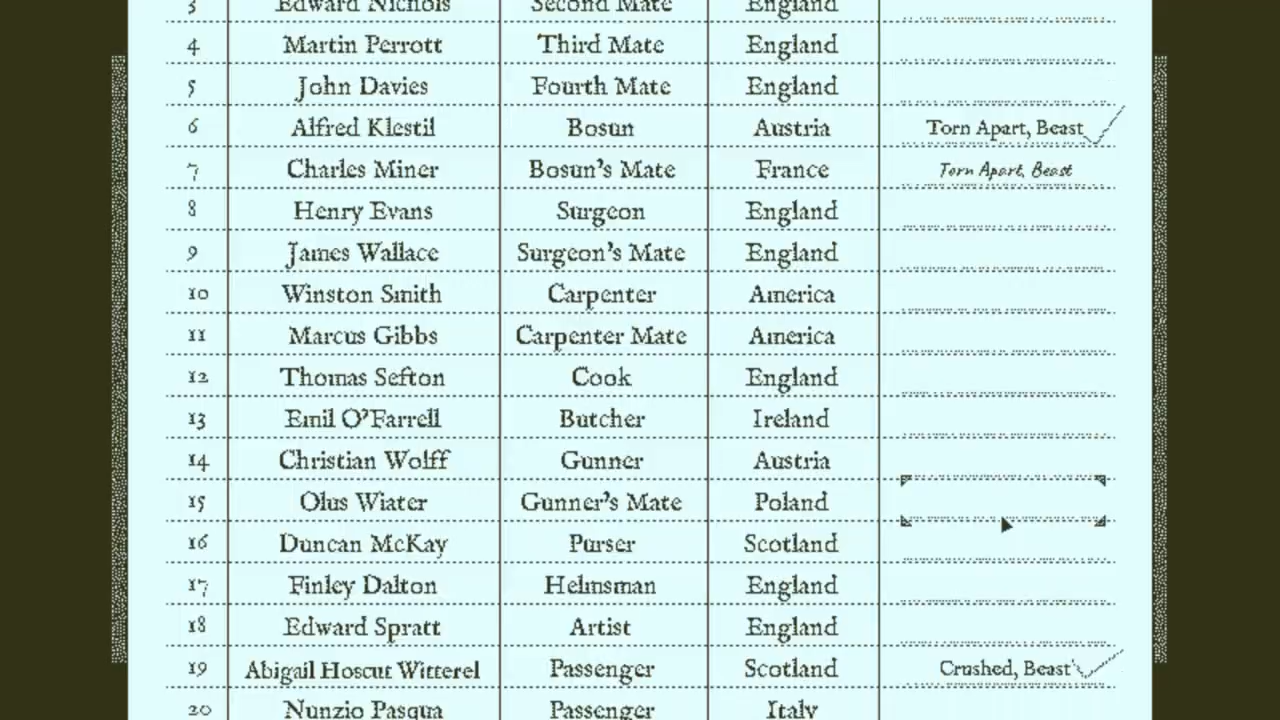 3 Edward Nichols Second Mate England
4 Martin Perrott Third Mate England
5 John Davies Fourth Mate England
6 Alfred Klestil Bosun Austria Torn Apart, Beast
7 Charles Miner Bosun's Mate France Torn Apart, Beast
8 Henry Evans Surgeon England
9 James Wallace Surgeon's Mate England
10 Winston Smith Carpenter America
11 Marcus Gibbs Carpenter Mate America
12 Thomas Sefton Cook England
13 Emil O'Farrell Butcher Ireland
14 Christian Wolff Gunner Austria
15 Olus Wiater Gunner's Mate Poland
16 Duncan McKay Purser Scotland
17 Finley Dalton Helmsman England
18 Edward Spratt Artist England
19 Abigail Hoscut Witterel Passenger Scotland Crushed, Beast
20 Nunzio Pasqua Passenger Italy